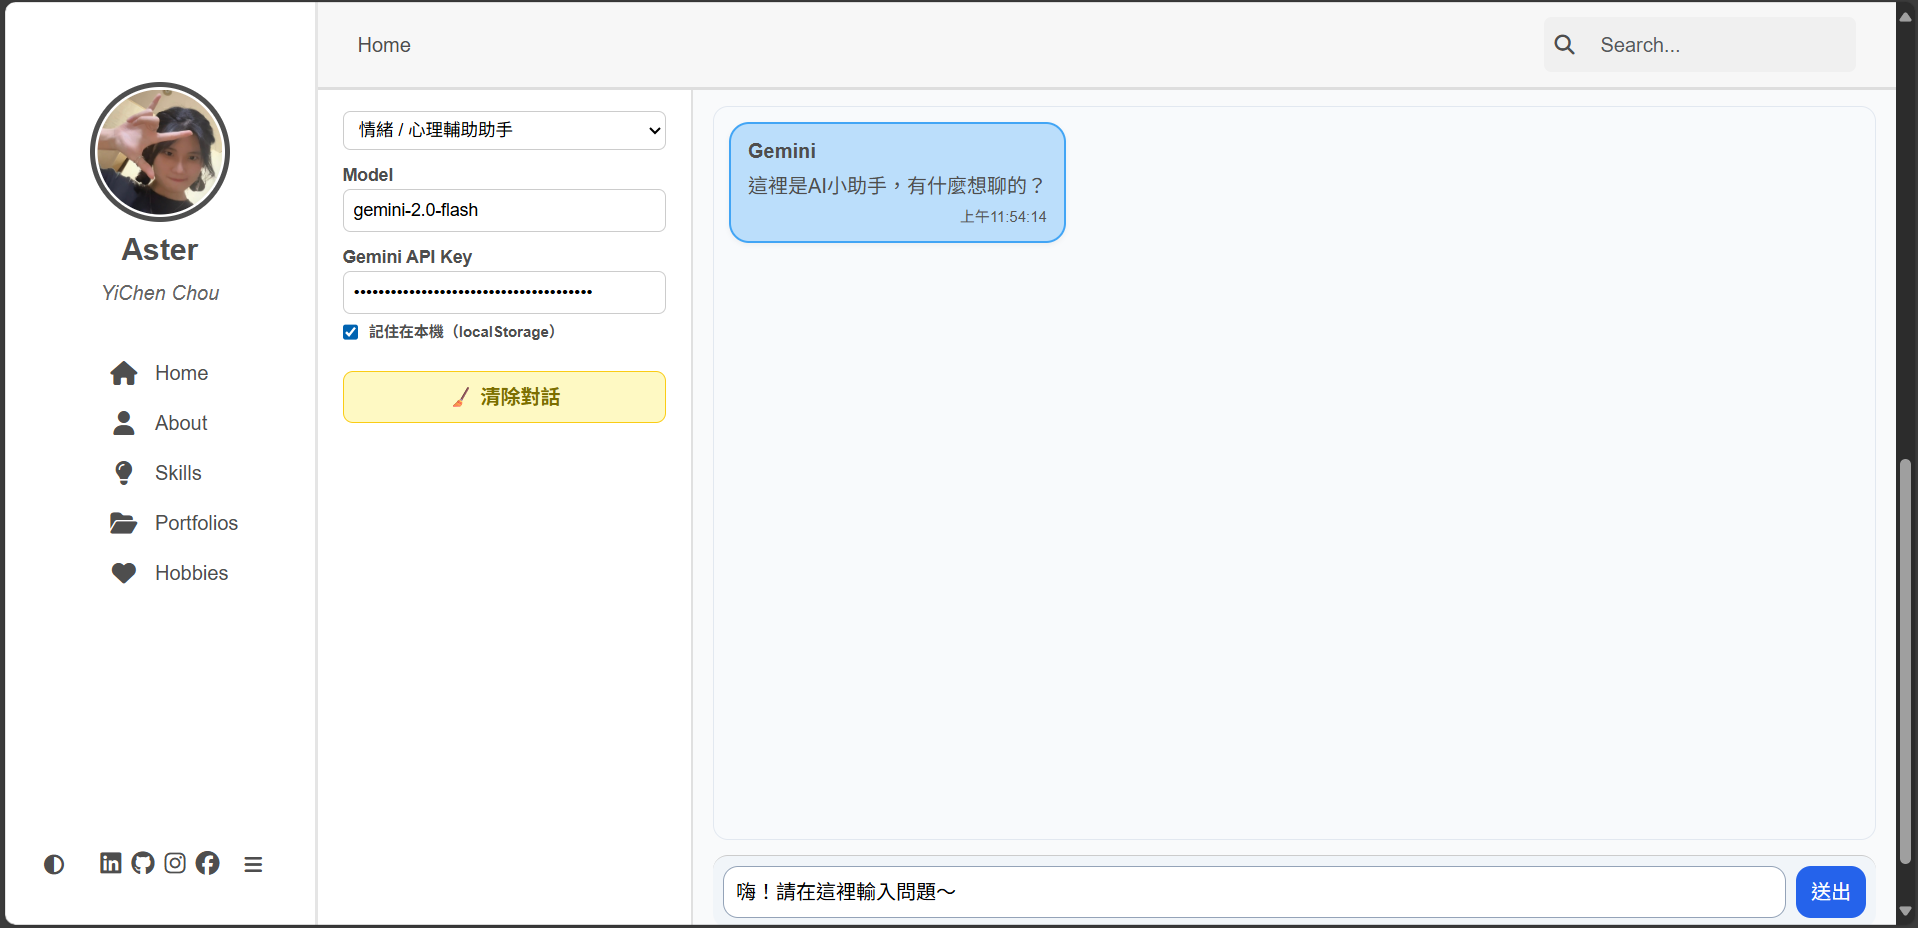 Aster
YiChen Chou
Home
About
Skills
Portfolios
Hobbies
Home
Search...
情緒 / 心理輔助助手
Model
gemini-2.0-flash
Gemini API Key
••••••••••••••••••••••••••••••••••••••
記住在本機（localStorage）
清除對話
Gemini
這裡是AI小助手，有什麼想聊的？
上午11:54:14
嗨！請在這裡輸入問題～
送出